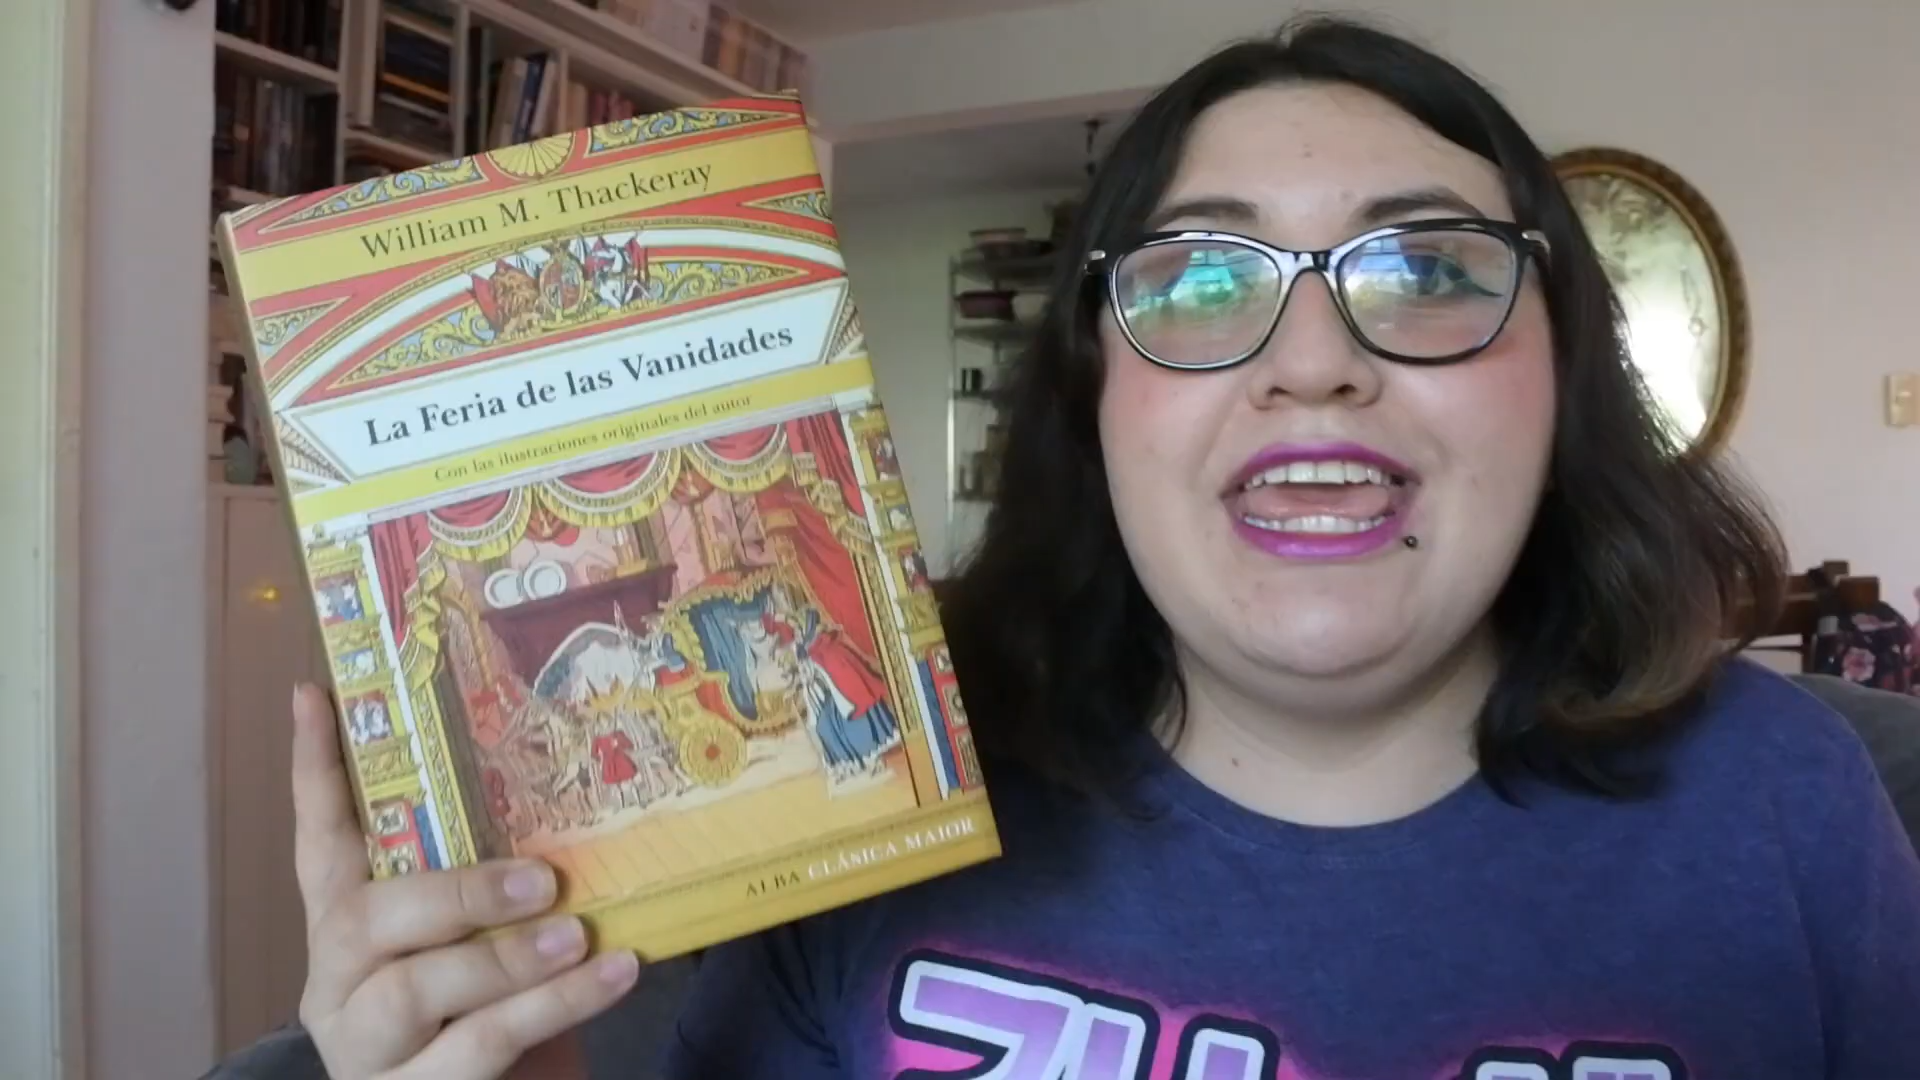 William M. Thackeray
La Feria de las Vanidades
Con las ilustraciones originales del autor
ALBA CLÁSICA MAIOR